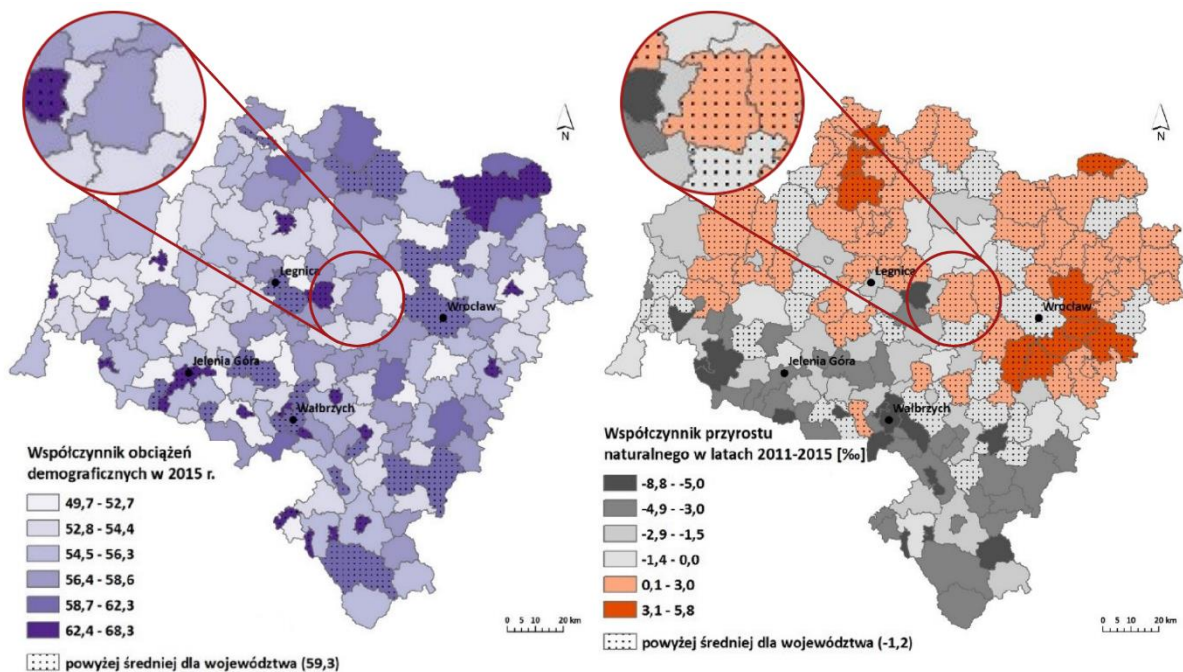 N
Legnica
Wrocław
Jelenia Góra
Wałbrzych
Współczynnik obciążeń
demograficznych w 2015 r.
49,7 - 52,7
52,8 - 54,4
54,5 - 56,3
56,4 - 58,6
58,7 - 62,3
62,4 - 68,3
powyżej średniej dla województwa (59,3)
0 5 10 20 km
N
Legnica
Wrocław
Jelenia Góra
Wałbrzych
Współczynnik przyrostu
naturalnego w latach 2011-2015 [‰]
-8,8 - -5,0
-4,9 - -3,0
-2,9 - -1,5
-1,4 - 0,0
0,1 - 3,0
3,1 - 5,8
powyżej średniej dla województwa (-1,2)
0 5 10 20 km